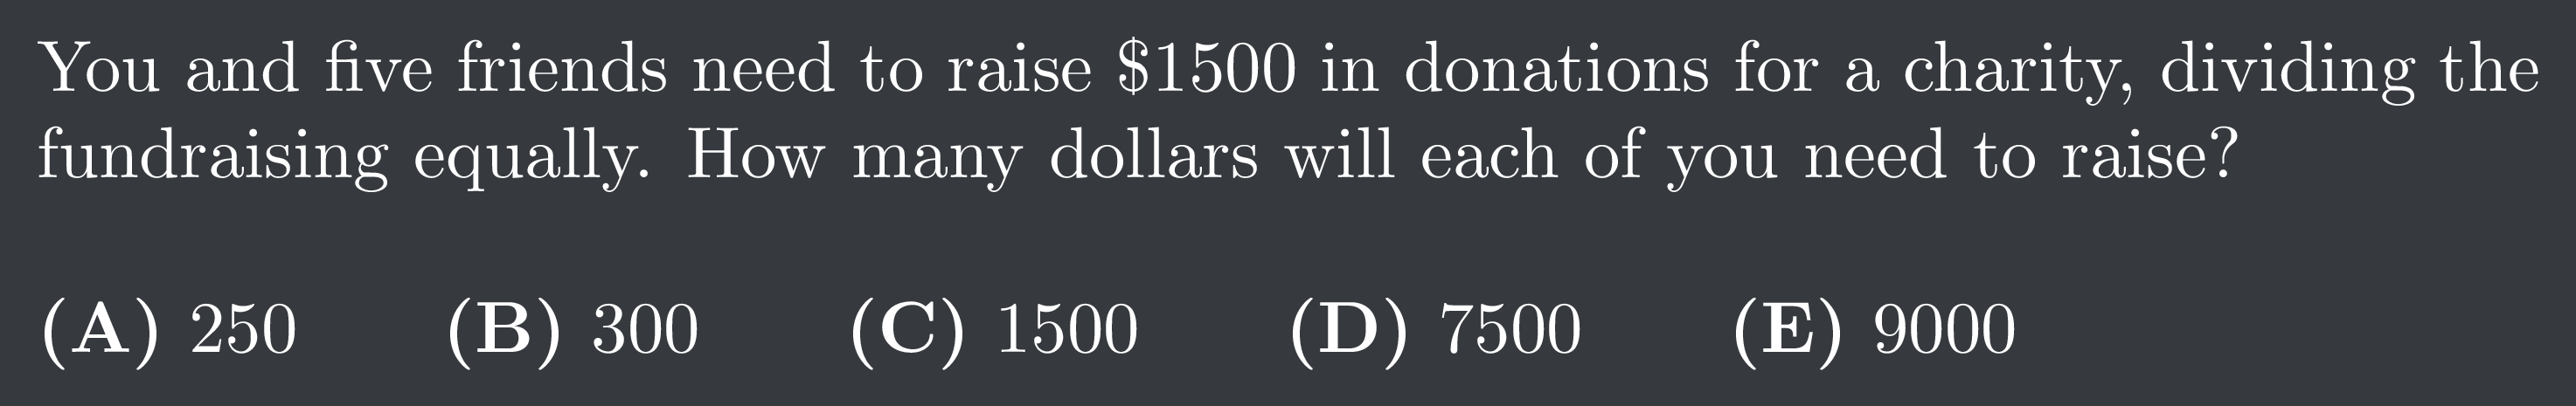 You and five friends need to raise $1500 in donations for a charity, dividing the
fundraising equally. How many dollars will each of you need to raise?
(A) 250 (B) 300 (C) 1500 (D) 7500 (E) 9000